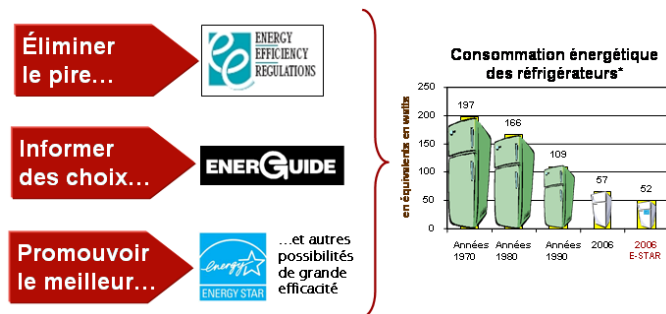 Éliminer
le pire...
ENERGY
EFFICIENCY
REGULATIONS
Informer
des choix...
ENERGUIDE
Promouvoir
le meilleur...
energy
ENERGY STAR
...et autres
possibilités
de grande
efficacité
Consommation énergétique
des réfrigérateurs*
en équivalents en watts
250
200
150
100
50
0
197
166
109
57
52
Années
1970
Années
1980
Années
1990
2006
2006
E-STAR